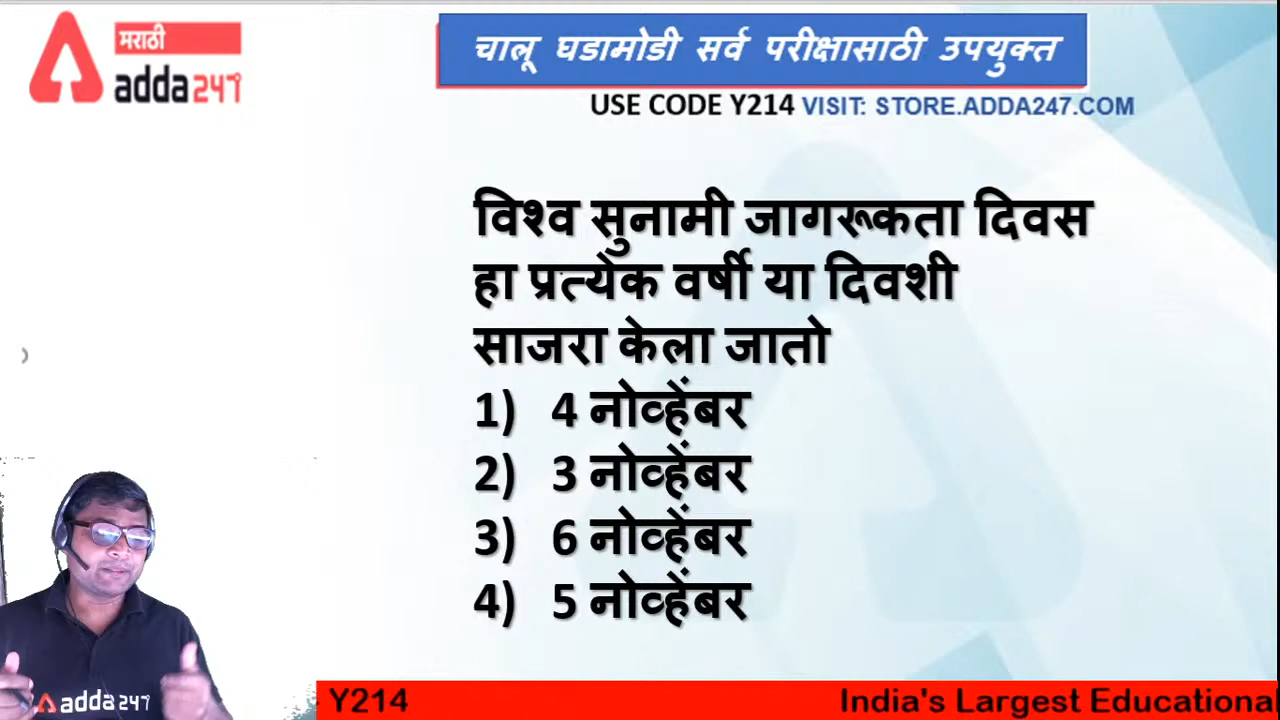 मराठी
adda247
चालू घडामोडी सर्व परीक्षासाठी उपयुक्त
USE CODE Y214 VISIT: STORE.ADDA247.COM
विश्व सुनामी जागरूकता दिवस
हा प्रत्येक वर्षी या दिवशी
साजरा केला जातो
1) 4 नोव्हेंबर
2) 3 नोव्हेंबर
3) 6 नोव्हेंबर
4) 5 नोव्हेंबर
adda247
Y214 India's Largest Educational